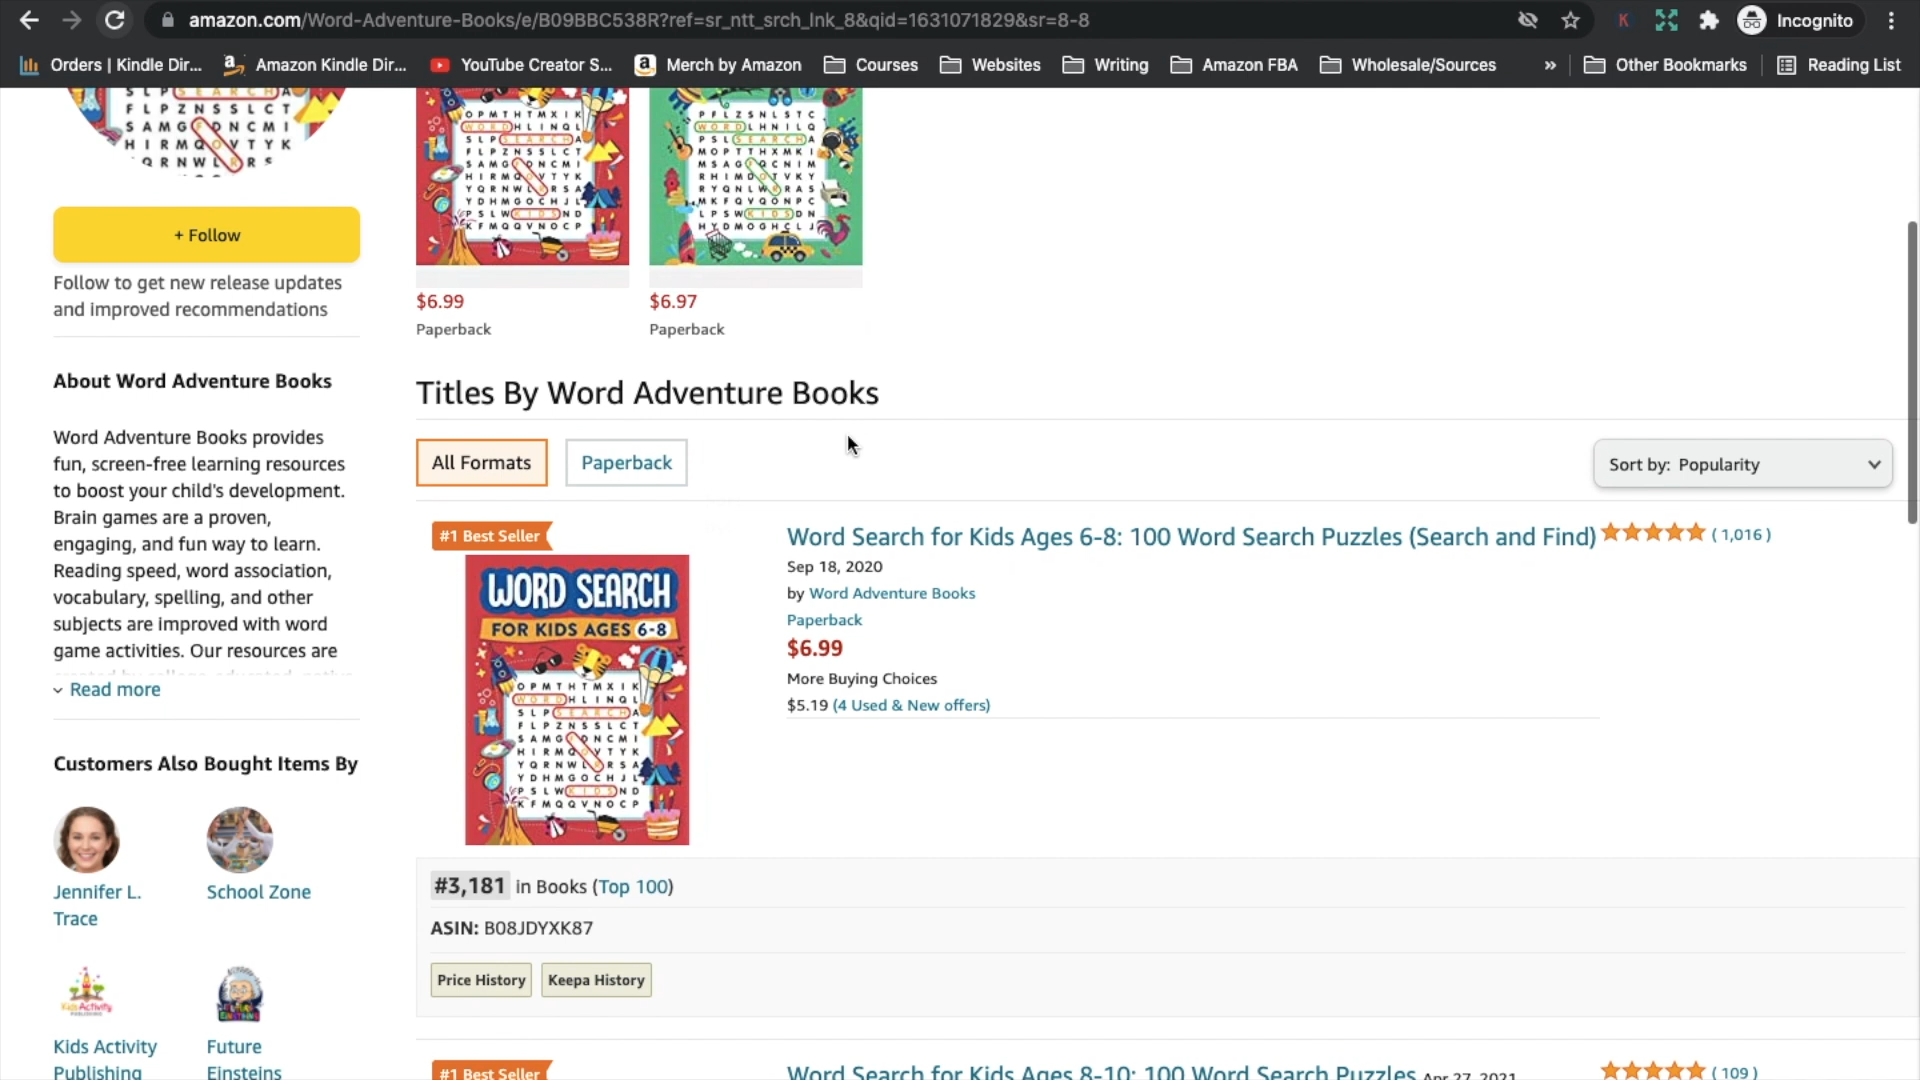 amazon.com/Word-Adventure-Books/e/B09BBC538R?ref=sr_ntt_srch_lnk_8&qid=1631071829&sr=8-8
Incognito
Orders | Kindle Dir...
Amazon Kindle Dir...
YouTube Creator S...
Merch by Amazon
Courses
Websites
Writing
Amazon FBA
Wholesale/Sources
»
Other Bookmarks
Reading List
+ Follow
Follow to get new release updates
and improved recommendations
About Word Adventure Books
Word Adventure Books provides
fun, screen-free learning resources
to boost your child's development.
Brain games are a proven,
engaging, and fun way to learn.
Reading speed, word association,
vocabulary, spelling, and other
subjects are improved with word
game activities. Our resources are
Read more
Customers Also Bought Items By
Jennifer L.
Trace
School Zone
Kids Activity
Publishing
Future
Einsteins
$6.99
Paperback
$6.97
Paperback
Titles By Word Adventure Books
All Formats
Paperback
Sort by: Popularity
#1 Best Seller
WORD SEARCH
FOR KIDS AGES 6-8
OPMTHTMXIK
WORDHLINQL
SLPSEARCHA
FLPZNSSLCT
Word Search for Kids Ages 6-8: 100 Word Search Puzzles (Search and Find)
( 1,016 )
Sep 18, 2020
by Word Adventure Books
Paperback
$6.99
More Buying Choices
$5.19 (4 Used & New offers)
#3,181 in Books (Top 100)
ASIN: B08JDYXK87
Price History
Keepa History
#1 Best Seller
Word Search for Kids Ages 8-10: 100 Word Search Puzzles Apr 27, 2021
( 109 )